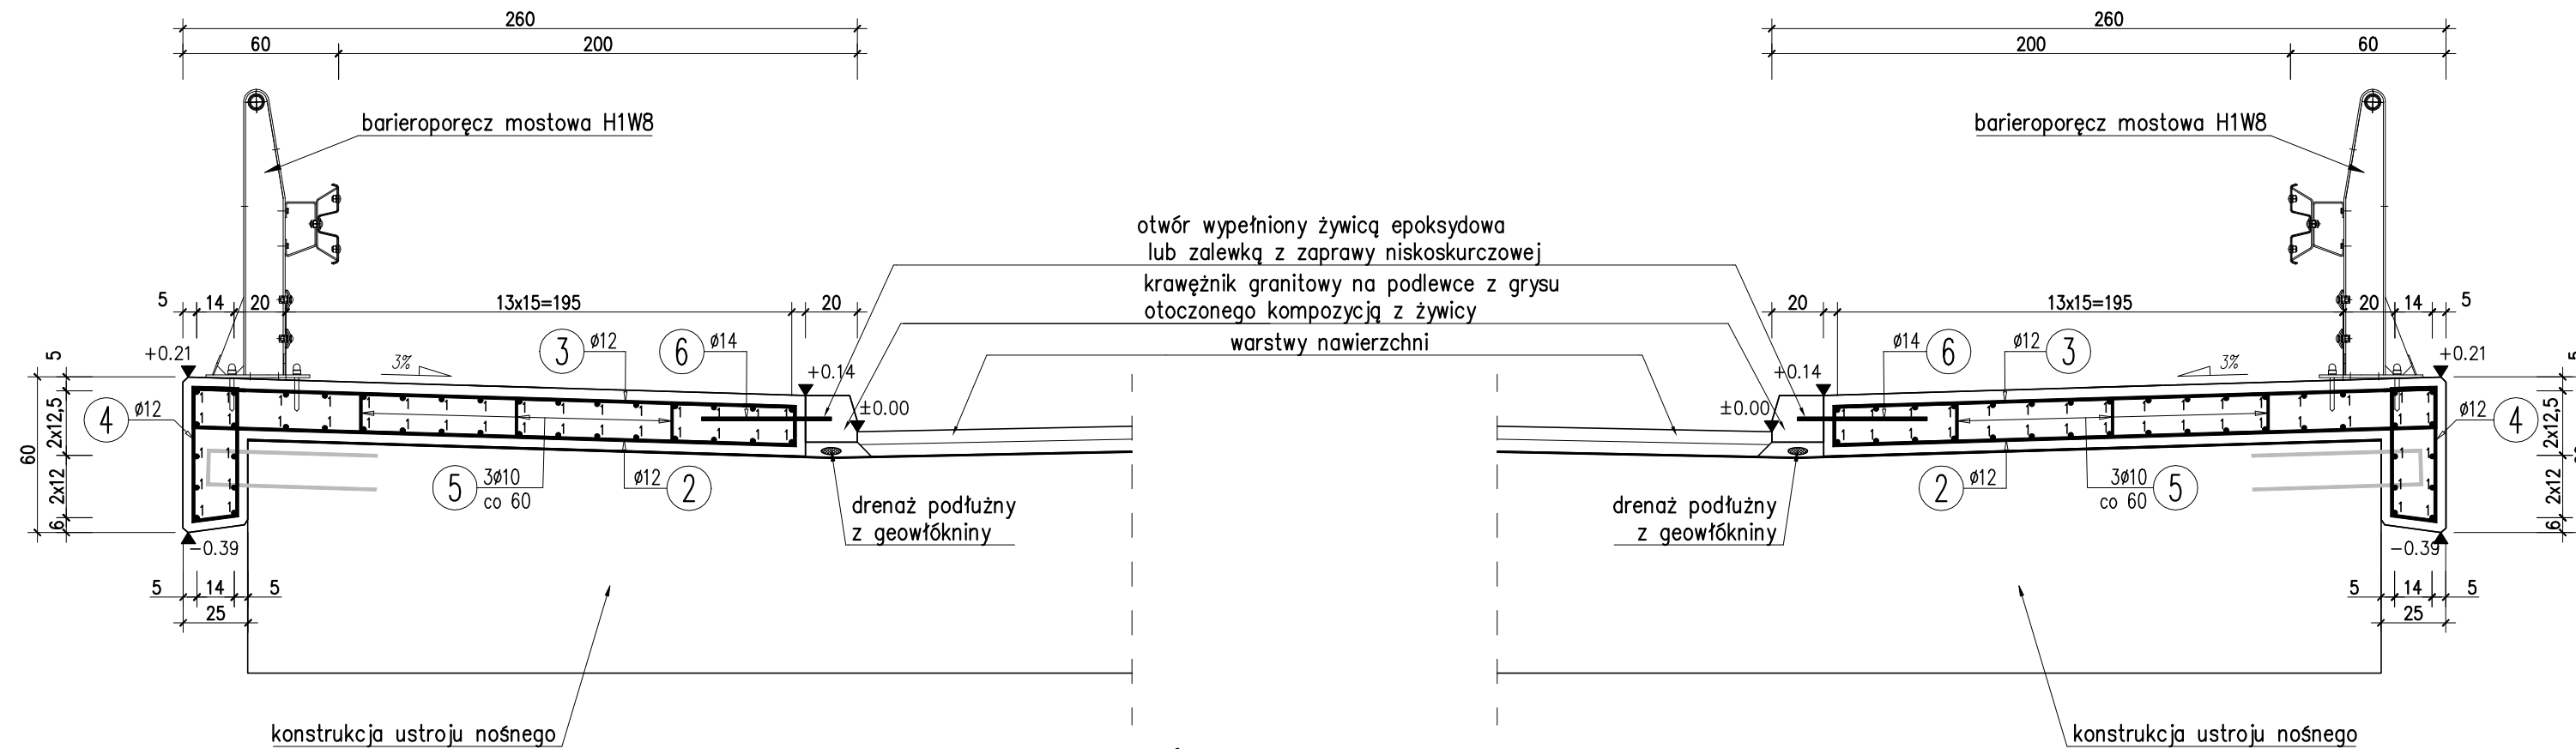 260
260
60
200
200
60
barieroporęcz mostowa H1W8
barieroporęcz mostowa H1W8
otwór wypełniony żywicą epoksydowa
lub zalewką z zaprawy niskoskurczowej
krawężnik granitowy na podlewce z grysu
otoczonego kompozycją z żywicy
warstwy nawierzchni
5
14
20
13x15=195
20
20
13x15=195
20
14
5
+0.21
3%
3
ø12
6
ø14
+0.14
±0.00
+0.14
±0.00
ø14
6
ø12
3
3%
+0.21
5
2x12,5
2x12
6
60
4
ø12
5
3ø10
co 60
ø12
2
2
ø12
3ø10
co 60
5
ø12
4
5
2x12,5
2x12
6
drenaż podłużny
z geowłókniny
drenaż podłużny
z geowłókniny
-0.39
-0.39
5
14
5
25
5
14
5
25
konstrukcja ustroju nośnego
konstrukcja ustroju nośnego